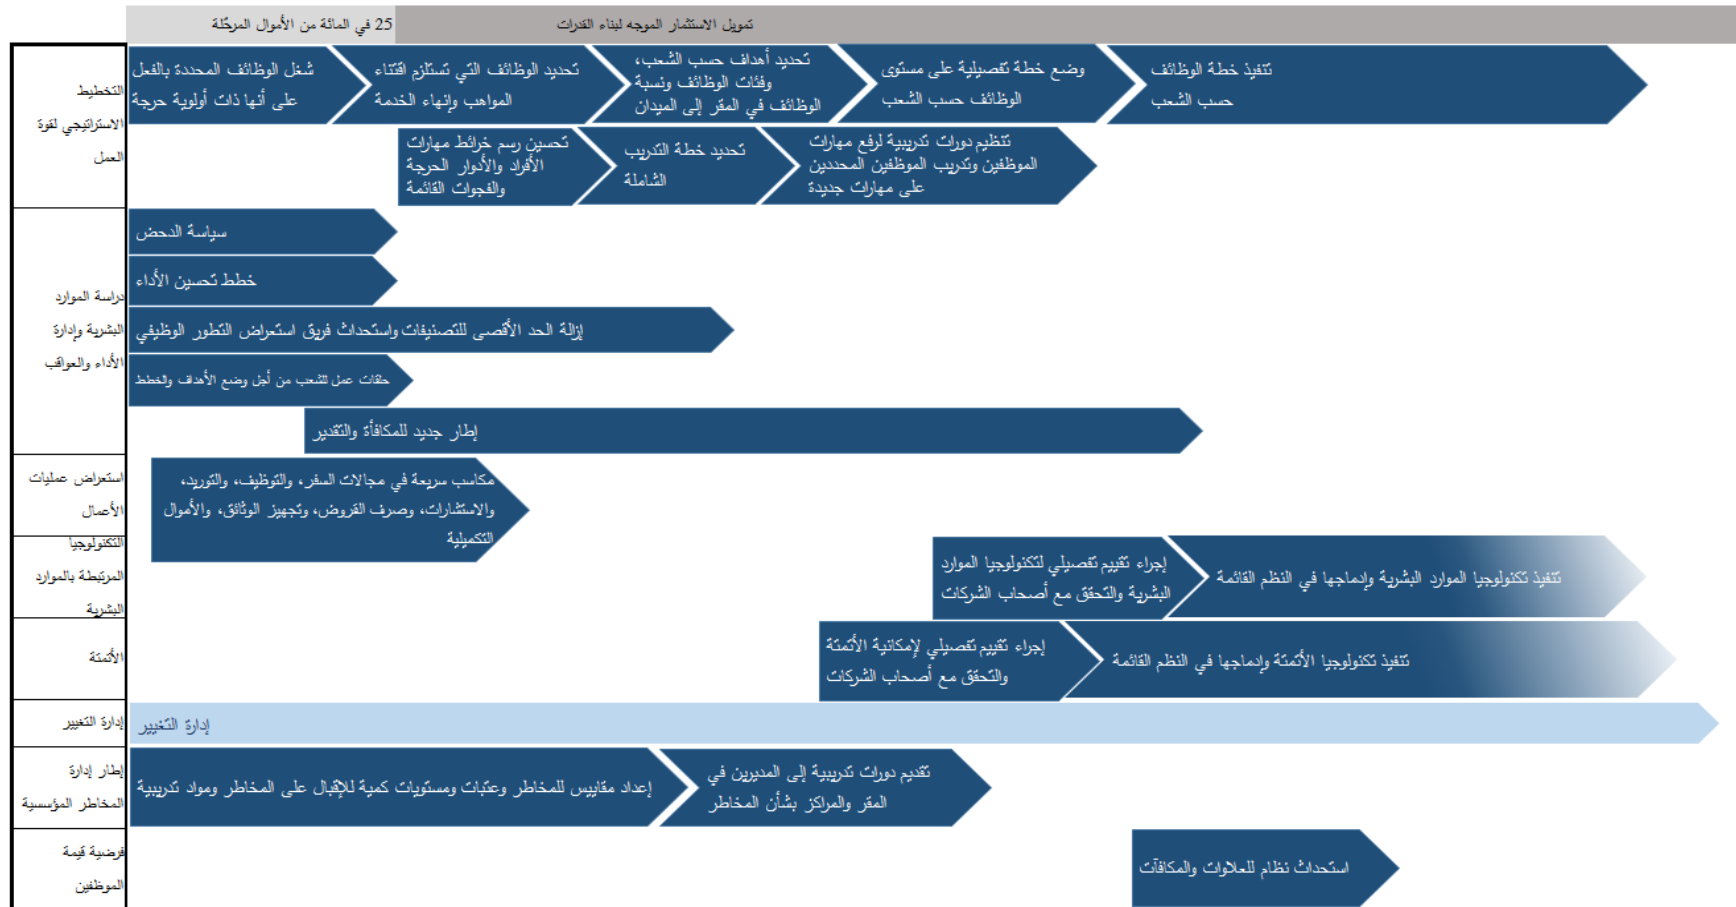 25 في المائة من الأموال المرحّلة
تمويل الاستثمار الموجه لبناء القدرات
التخطيط
الاستراتيجي لقوة
العمل
شغل الوظائف المحددة بالفعل
على أنها ذات أولوية حرجة
تحديد الوظائف التي تستلزم اقتناء
المواهب وإنهاء الخدمة
تحديد أهداف حسب الشعب،
وفئات الوظائف ونسبة
الوظائف في المقر إلى الميدان
وضع خطة تفصيلية على مستوى
الوظائف حسب الشعب
تنفيذ خطة الوظائف
حسب الشعب
تحسين رسم خرائط مهارات
الأفراد والأدوار الحرجة
والفجوات القائمة
تحديد خطة التدريب
الشاملة
تنظيم دورات تدريبية لرفع مهارات
الموظفين وتدريب الموظفين المحددين
على مهارات جديدة
دراسة الموارد
البشرية وإدارة
الأداء والعواقب
سياسة الدحض
خطط تحسين الأداء
إزالة الحد الأقصى للتصنيفات واستحداث فريق استعراض التطور الوظيفي
حلقات عمل للشعب من أجل وضع الأهداف والخطط
إطار جديد للمكافأة والتقدير
استعراض عمليات
الأعمال
مكاسب سريعة في مجالات السفر، والتوظيف، والتوريد،
والاستشارات، وصرف القروض، وتجهيز الوثائق، والأموال
التكميلية
التكنولوجيا
المرتبطة بالموارد
البشرية
إجراء تقييم تفصيلي لتكنولوجيا الموارد
البشرية والتحقق مع أصحاب الشركات
تنفيذ تكنولوجيا الموارد البشرية وإدماجها في النظم القائمة
الأتمتة
إجراء تقييم تفصيلي لإمكانية الأتمتة
والتحقق مع أصحاب الشركات
تنفيذ تكنولوجيا الأتمتة وإدماجها في النظم القائمة
إدارة التغيير
إدارة التغيير
إطار إدارة
المخاطر المؤسسية
إعداد مقاييس للمخاطر وعتبات ومستويات كمية للإقبال على المخاطر ومواد تدريبية
تقديم دورات تدريبية إلى المديرين في
المقر والمراكز بشأن المخاطر
فرضية قيمة
الموظفين
استحداث نظام للعلاوات والمكافآت